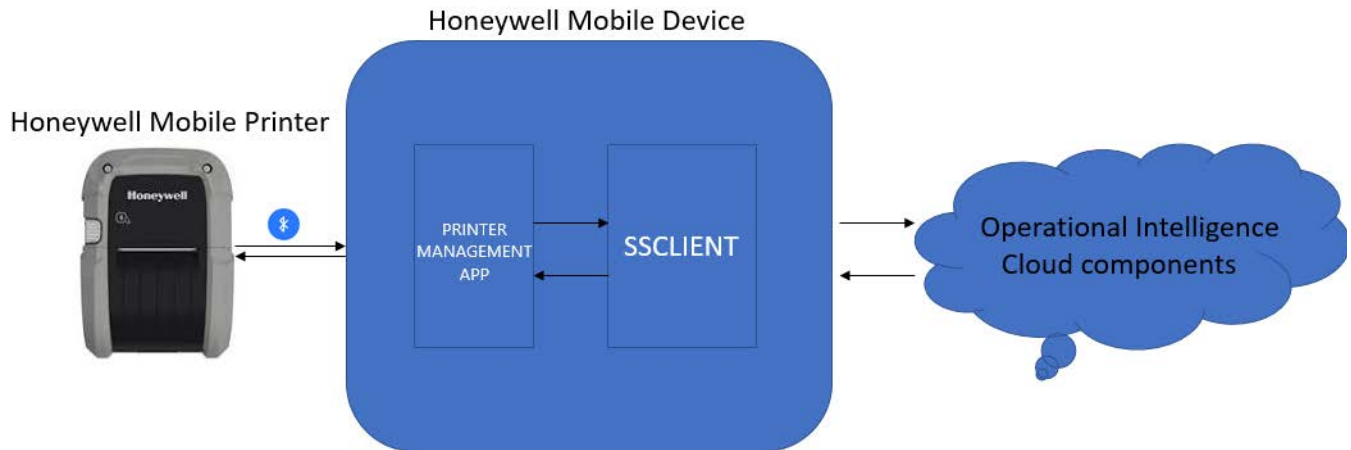 Honeywell Mobile Device
Honeywell Mobile Printer
Honeywell
PRINTER
MANAGEMENT
APP
SSCLIENT
Operational Intelligence
Cloud components